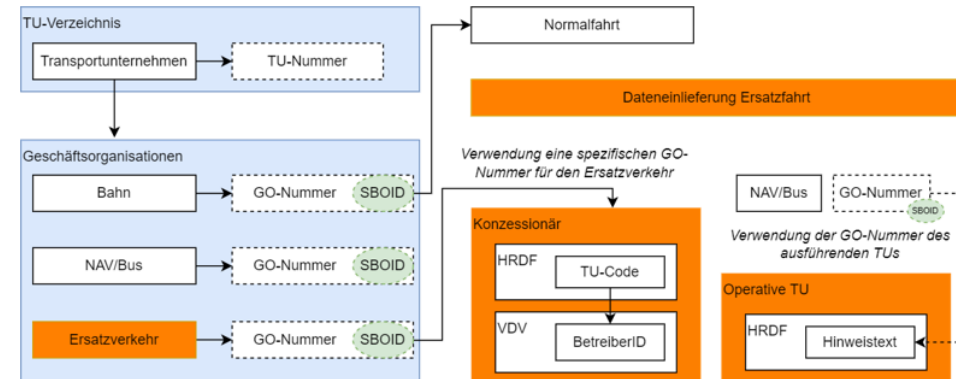 TU-Verzeichnis
Transportunternehmen
TU-Nummer
Normalfahrt
Dateneinlieferung Ersatzfahrt
Geschäftsorganisationen
Bahn
GO-Nummer
SBOID
NAV/Bus
GO-Nummer
SBOID
Ersatzverkehr
GO-Nummer
SBOID
Verwendung eine spezifischen GO-
Nummer für den Ersatzverkehr
Konzessionär
HRDF
TU-Code
VDV
BetreiberID
NAV/Bus
GO-Nummer
SBOID
Verwendung der GO-Nummer des
ausführenden TUs
Operative TU
HRDF
Hinweistext